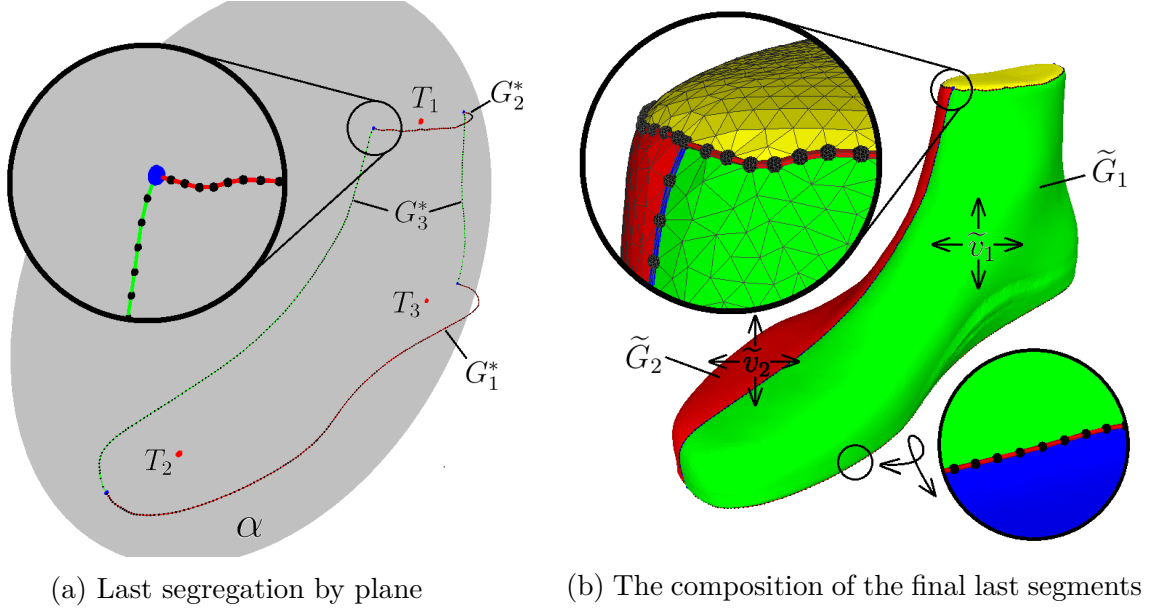 T₁
G₂*
G₃*
T₃
G₁*
T₂
α
(a) Last segregation by plane
G̃₁
ṽ₁
G̃₂
ṽ₂
(b) The composition of the final last segments